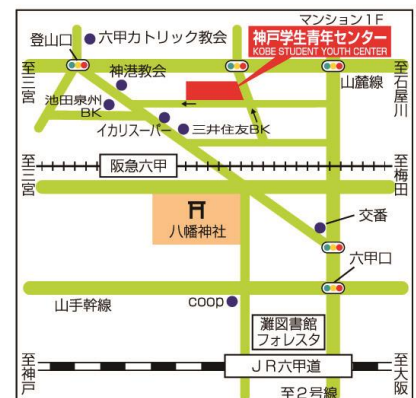 マンション1F
登山口
六甲カトリック教会
神戸学生青年センター
KOBE STUDENT YOUTH CENTER
至三宮
神港教会
山麓線
至石屋川
池田泉州
BK
イカリスーパー
三井住友BK
至三宮
阪急六甲
至梅田
八幡神社
交番
六甲口
山手幹線
coop
灘図書館
フォレスタ
至神戸
JR六甲道
至大阪
至2号線